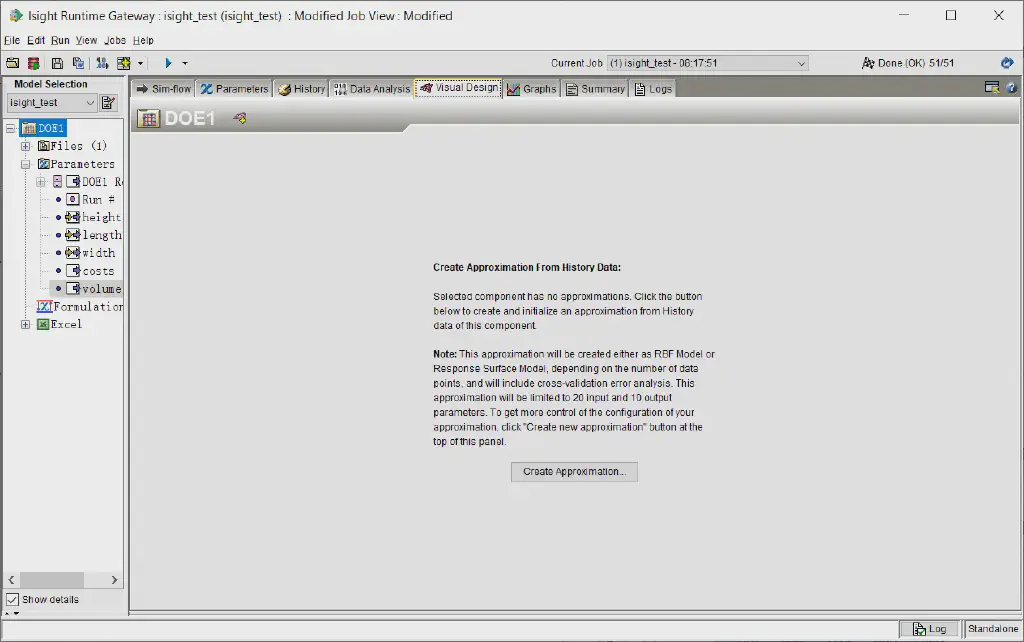 Isight Runtime Gateway : isight_test (isight_test) : Modified Job View : Modified
File Edit Run View Jobs Help
Current Job (1) isight_test - 08:17:51 Done (OK) 51/51
Model Selection
isight_test
Sim-flow Parameters History Data Analysis Visual Design Graphs Summary Logs
DOE1
DOE1
Files (1)
Parameters
DOE1 R
Run #
height
length
width
costs
volume
Formulation
Excel
Create Approximation From History Data:
Selected component has no approximations. Click the button
below to create and initialize an approximation from History
data of this component.
Note: This approximation will be created either as RBF Model or
Response Surface Model, depending on the number of data
points, and will include cross-validation error analysis. This
approximation will be limited to 20 input and 10 output
parameters. To get more control of the configuration of your
approximation, click "Create new approximation" button at the
top of this panel.
Create Approximation...
Show details
Log Standalone